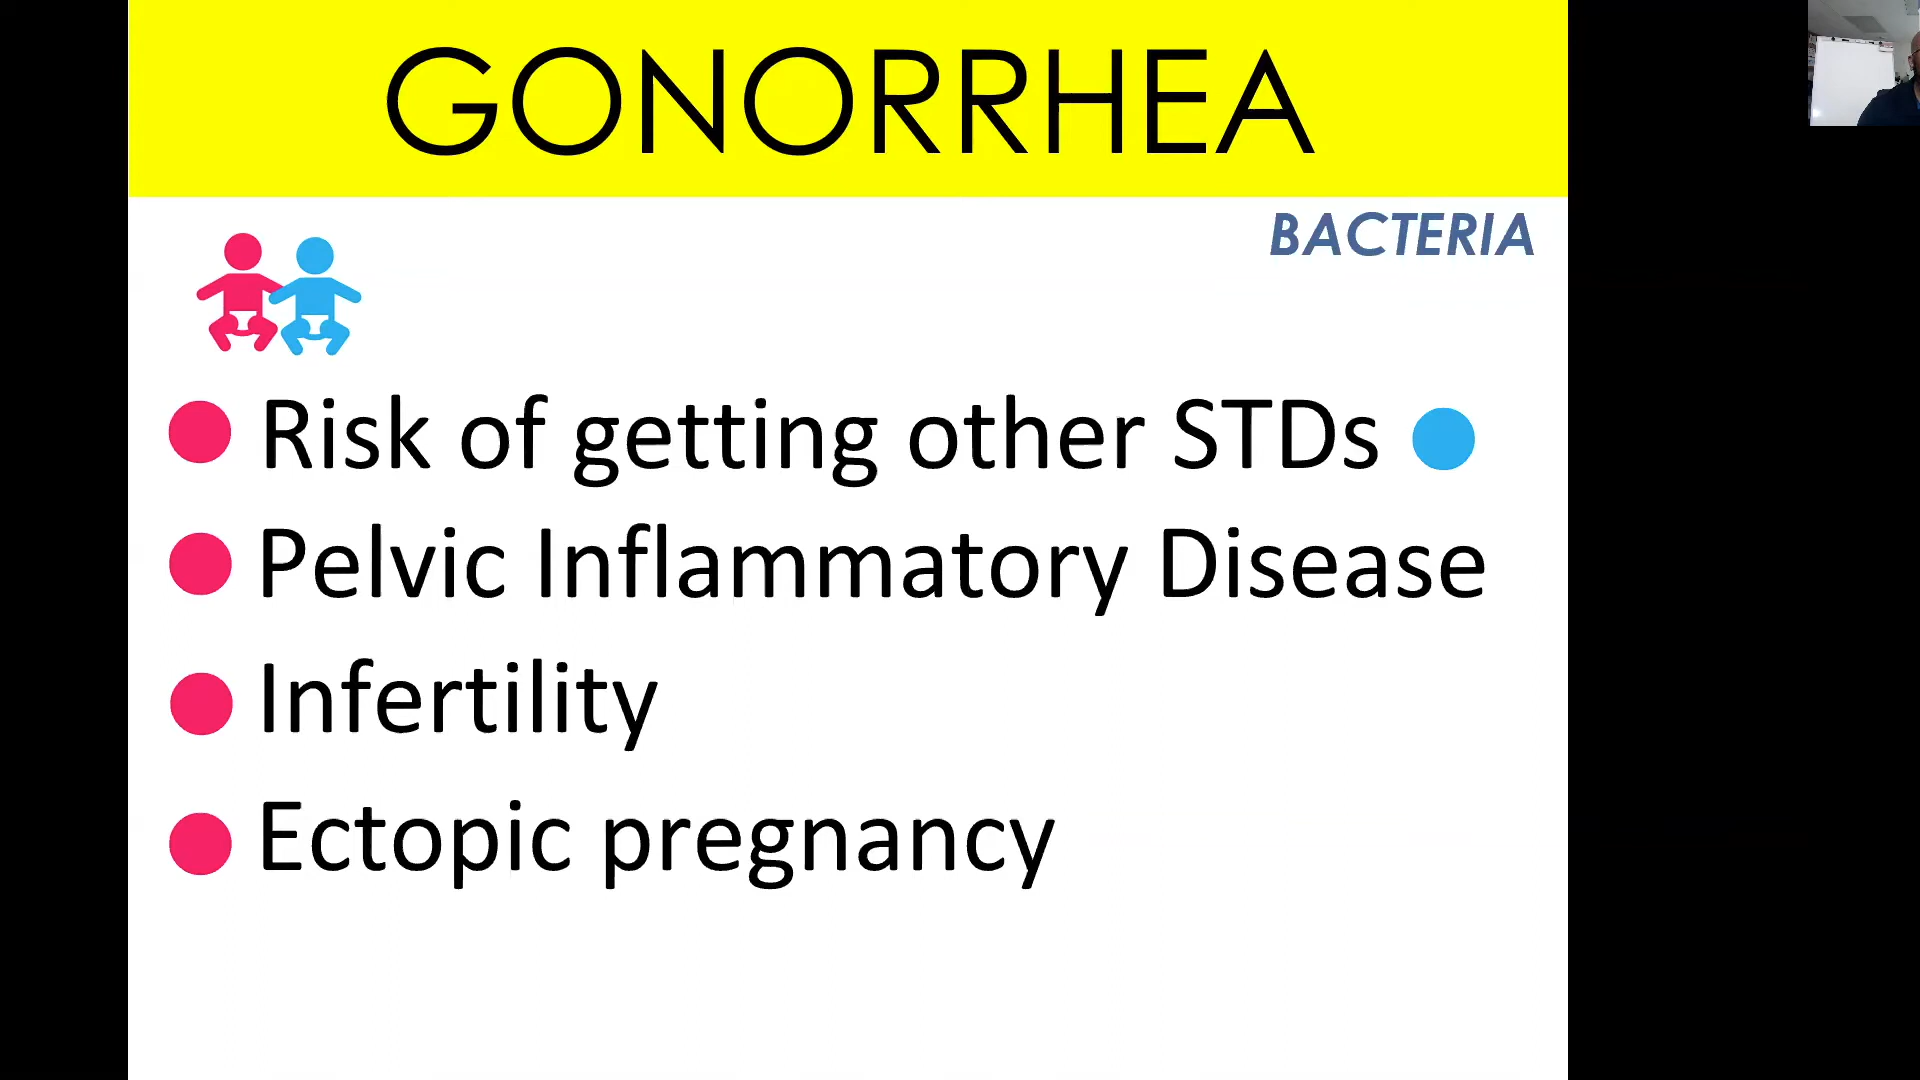 GONORRHEA
BACTERIA
Risk of getting other STDs
Pelvic Inflammatory Disease
Infertility
Ectopic pregnancy